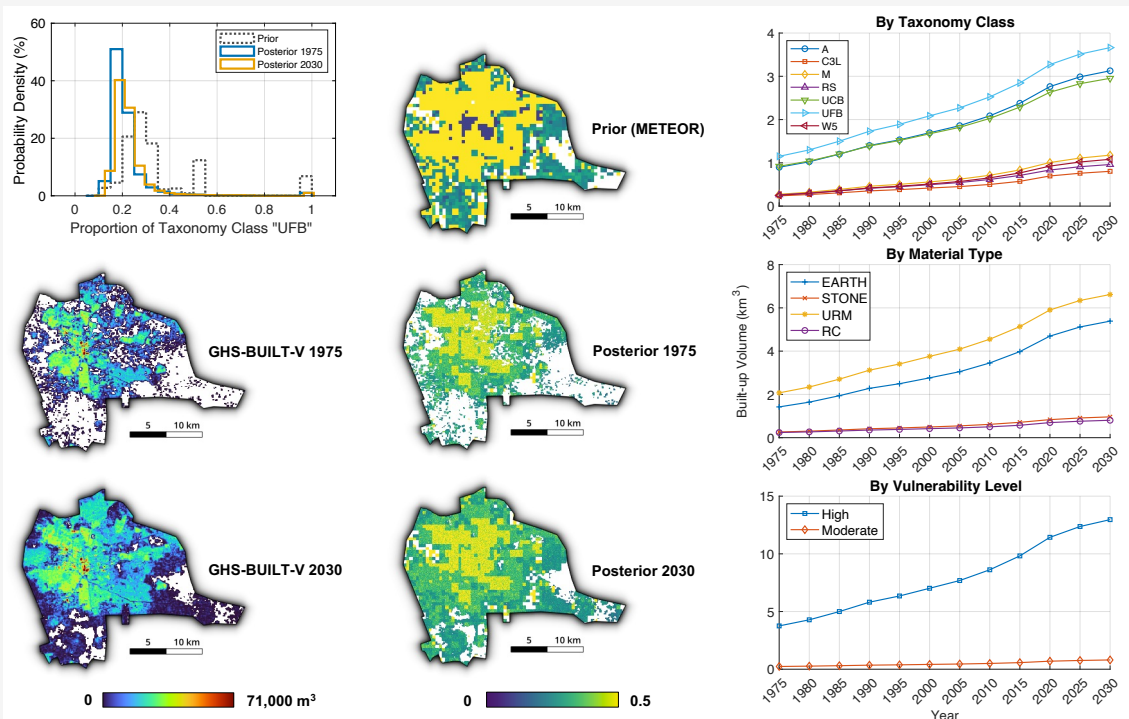 60
40
20
0
Probability Density (%)
Prior
Posterior 1975
Posterior 2030
0
0.2
0.4
0.6
0.8
1
Proportion of Taxonomy Class "UFB"
Prior (METEOR)
5 10 km
GHS-BUILT-V 1975
5 10 km
Posterior 1975
5 10 km
GHS-BUILT-V 2030
5 10 km
Posterior 2030
5 10 km
0 71,000 m³
0 0.5
By Taxonomy Class
4
3
2
1
0
A
C3L
M
RS
UCB
UFB
W5
1975 1980 1985 1990 1995 2000 2005 2010 2015 2020 2025 2030
By Material Type
8
6
4
2
0
Built-up Volume (km³)
EARTH
STONE
URM
RC
1975 1980 1985 1990 1995 2000 2005 2010 2015 2020 2025 2030
By Vulnerability Level
15
10
5
0
High
Moderate
1975 1980 1985 1990 1995 2000 2005 2010 2015 2020 2025 2030
Year